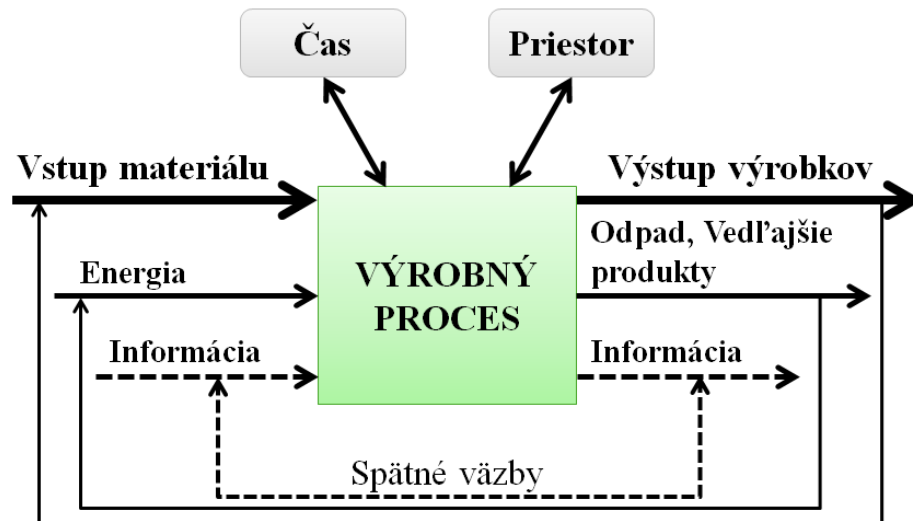 Čas
Priestor
Vstup materiálu
Výstup výrobkov
Odpad, Vedľajšie
produkty
Energia
VÝROBNÝ
PROCES
Informácia
Informácia
Spätné väzby